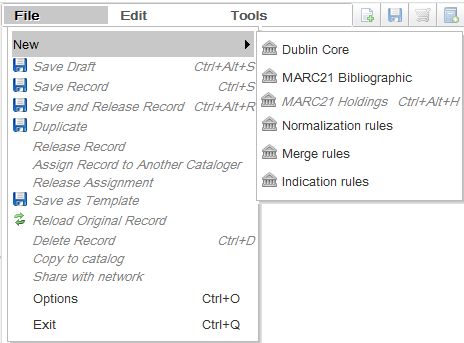 File Edit Tools
New
Save Draft Ctrl+Alt+S
Save Record Ctrl+S
Save and Release Record Ctrl+Alt+R
Duplicate
Release Record
Assign Record to Another Cataloger
Release Assignment
Save as Template
Reload Original Record
Delete Record Ctrl+D
Copy to catalog
Share with network
Options Ctrl+O
Exit Ctrl+Q
Dublin Core
MARC21 Bibliographic
MARC21 Holdings Ctrl+Alt+H
Normalization rules
Merge rules
Indication rules